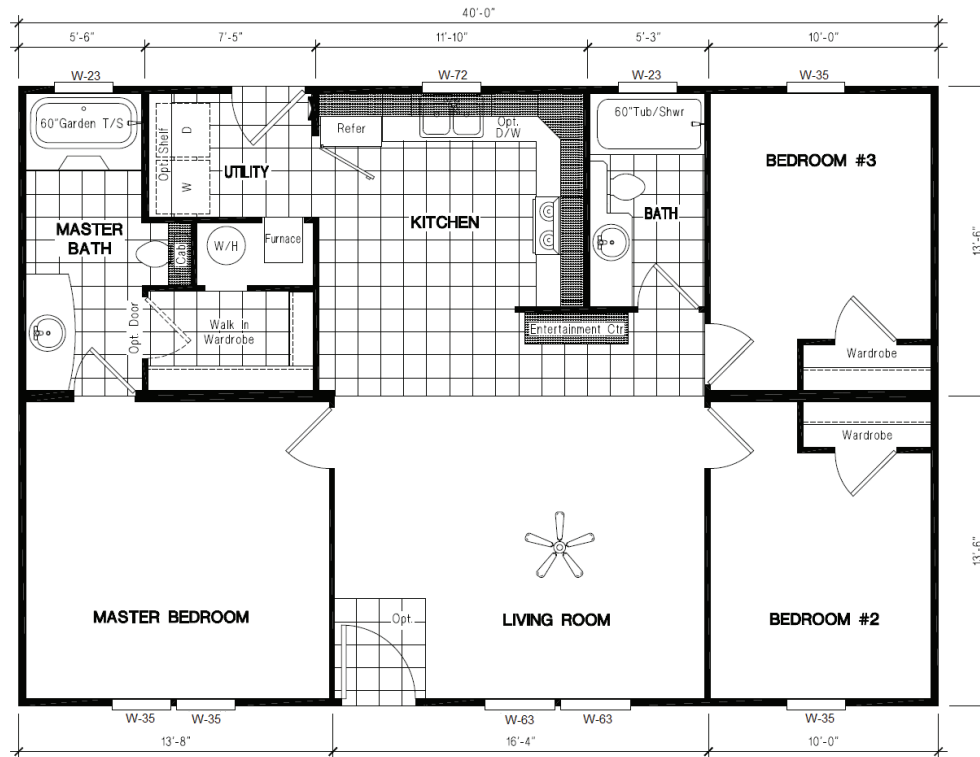 40'-0"
5'-6"
7'-5"
11'-10"
5'-3"
10'-0"
W-23
W-72
W-23
W-35
60"Garden T/S
Opt. Shelf
D
W
UTILITY
Refer
Opt.
D/W
60"Tub/Shwr
BEDROOM #3
KITCHEN
BATH
MASTER
BATH
Cab.
W/H
Furnace
13'-6"
Opt. Door
Walk In
Wardrobe
Entertainment Ctr
Wardrobe
Wardrobe
MASTER BEDROOM
Opt.
LIVING ROOM
BEDROOM #2
13'-6"
W-35
W-35
W-63
W-63
W-35
13'-8"
16'-4"
10'-0"